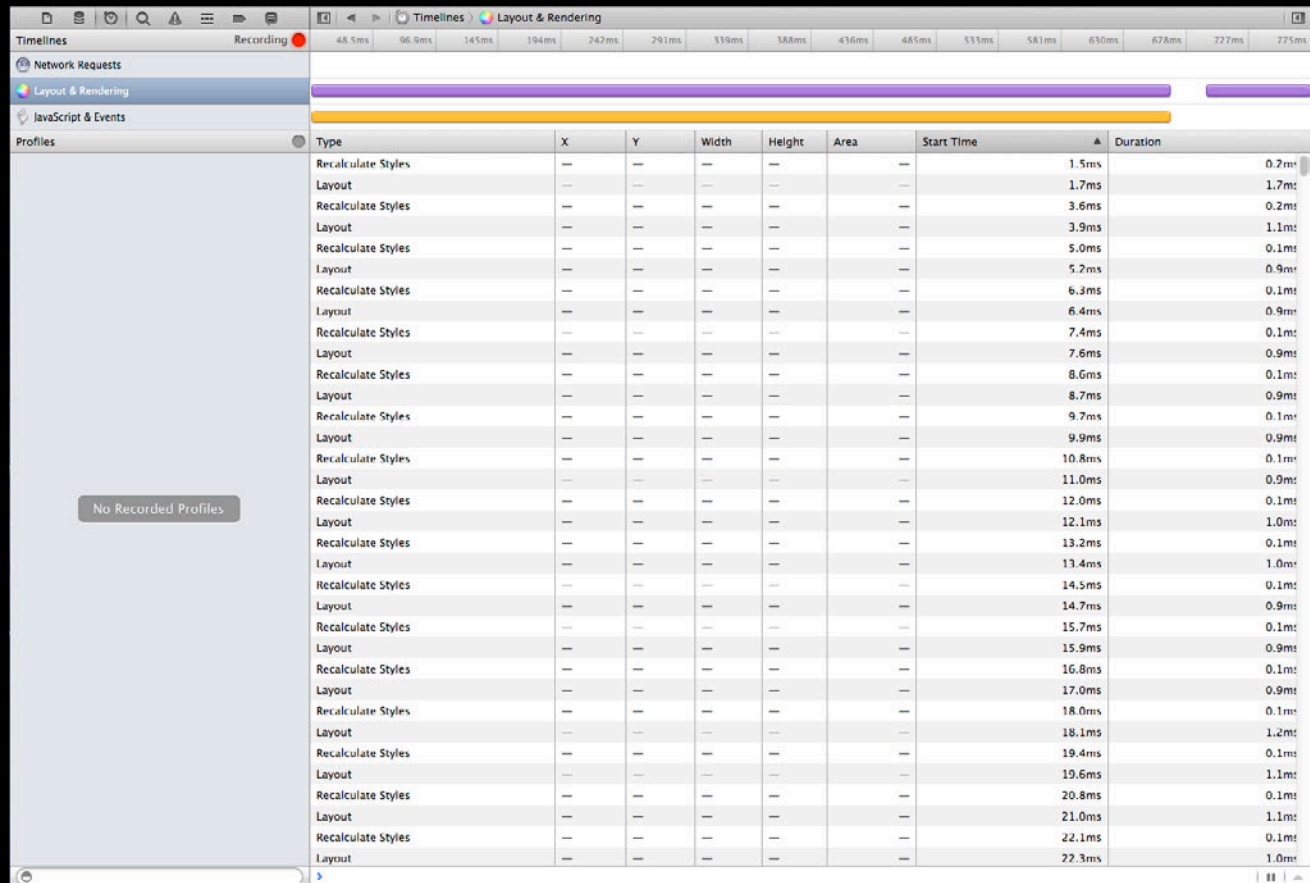 Timelines Layout & Rendering
Timelines Recording 48.5ms 96.9ms 145ms 194ms 242ms 291ms 339ms 388ms 436ms 485ms 533ms 581ms 630ms 678ms 727ms 775ms
Network Requests
Layout & Rendering
JavaScript & Events
Profiles Type X Y Width Height Area Start Time Duration
Recalculate Styles — — — — — 1.5ms 0.2ms
Layout — — — — — 1.7ms 1.7ms
Recalculate Styles — — — — — 3.6ms 0.2ms
Layout — — — — — 3.9ms 1.1ms
Recalculate Styles — — — — — 5.0ms 0.1ms
Layout — — — — — 5.2ms 0.9ms
Recalculate Styles — — — — — 6.3ms 0.1ms
Layout — — — — — 6.4ms 0.9ms
Recalculate Styles — — — — — 7.4ms 0.1ms
Layout — — — — — 7.6ms 0.9ms
Recalculate Styles — — — — — 8.6ms 0.1ms
Layout — — — — — 8.7ms 0.9ms
Recalculate Styles — — — — — 9.7ms 0.1ms
Layout — — — — — 9.9ms 0.9ms
Recalculate Styles — — — — — 10.8ms 0.1ms
Layout — — — — — 11.0ms 0.9ms
No Recorded Profiles
Recalculate Styles — — — — — 12.0ms 0.1ms
Layout — — — — — 12.1ms 1.0ms
Recalculate Styles — — — — — 13.2ms 0.1ms
Layout — — — — — 13.4ms 1.0ms
Recalculate Styles — — — — — 14.5ms 0.1ms
Layout — — — — — 14.7ms 0.9ms
Recalculate Styles — — — — — 15.7ms 0.1ms
Layout — — — — — 15.9ms 0.9ms
Recalculate Styles — — — — — 16.8ms 0.1ms
Layout — — — — — 17.0ms 0.9ms
Recalculate Styles — — — — — 18.0ms 0.1ms
Layout — — — — — 18.1ms 1.2ms
Recalculate Styles — — — — — 19.4ms 0.1ms
Layout — — — — — 19.6ms 1.1ms
Recalculate Styles — — — — — 20.8ms 0.1ms
Layout — — — — — 21.0ms 1.1ms
Recalculate Styles — — — — — 22.1ms 0.1ms
Layout — — — — — 22.3ms 1.0ms